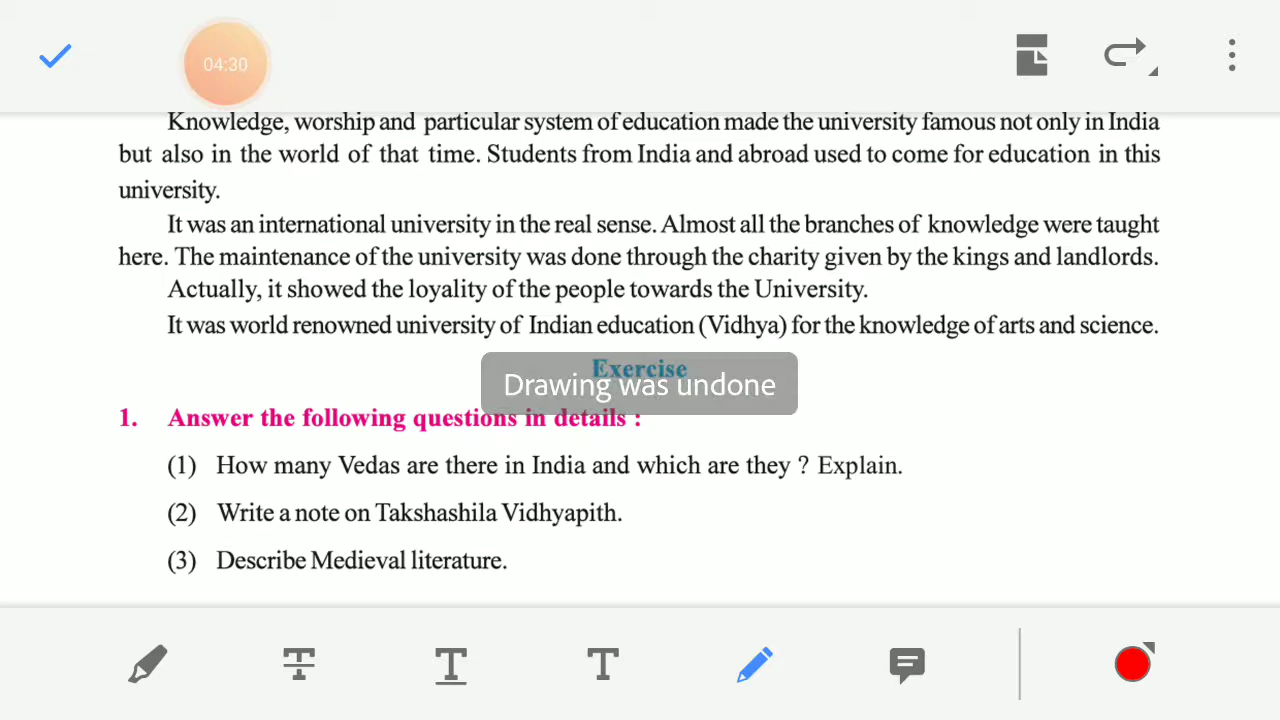 04:30
Knowledge, worship and particular system of education made the university famous not only in India
but also in the world of that time. Students from India and abroad used to come for education in this
university.
It was an international university in the real sense. Almost all the branches of knowledge were taught
here. The maintenance of the university was done through the charity given by the kings and landlords.
Actually, it showed the loyality of the people towards the University.
It was world renowned university of Indian education (Vidhya) for the knowledge of arts and science.
Exercise
Drawing was undone
1. Answer the following questions in details :
(1) How many Vedas are there in India and which are they ? Explain.
(2) Write a note on Takshashila Vidhyapith.
(3) Describe Medieval literature.